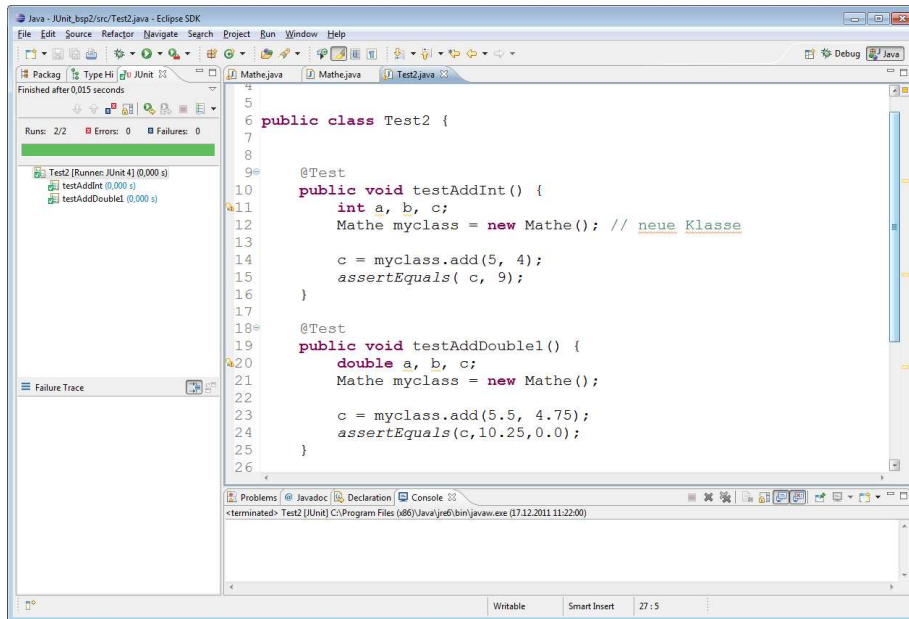 Java - JUnit_bsp2/src/Test2.java - Eclipse SDK
File Edit Source Refactor Navigate Search Project Run Window Help
Debug Java
Packag Type Hi JUnit
Finished after 0,015 seconds
Runs: 2/2 Errors: 0 Failures: 0
Test2 [Runner: JUnit 4] (0,000 s)
testAddInt (0,000 s)
testAddDouble1 (0,000 s)
Failure Trace
Mathe.java Mathe.java Test2.java
4
5
6 public class Test2 {
7
8
9 @Test
10 public void testAddInt() {
11 int a, b, c;
12 Mathe myclass = new Mathe(); // neue Klasse
13
14 c = myclass.add(5, 4);
15 assertEquals( c, 9);
16 }
17
18 @Test
19 public void testAddDouble1() {
20 double a, b, c;
21 Mathe myclass = new Mathe();
22
23 c = myclass.add(5.5, 4.75);
24 assertEquals(c,10.25,0.0);
25 }
26
Problems Javadoc Declaration Console
<terminated> Test2 [JUnit] C:\Program Files (x86)\Java\jre6\bin\javaw.exe (17.12.2011 11:22:00)
Writable Smart Insert 27 : 5